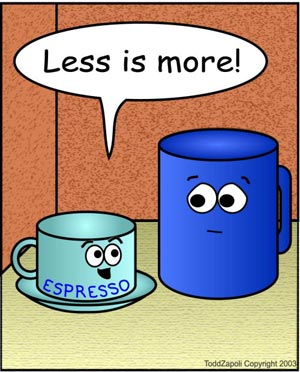 Less is more!
ESPRESSO
ToddZapoli Copyright 2003